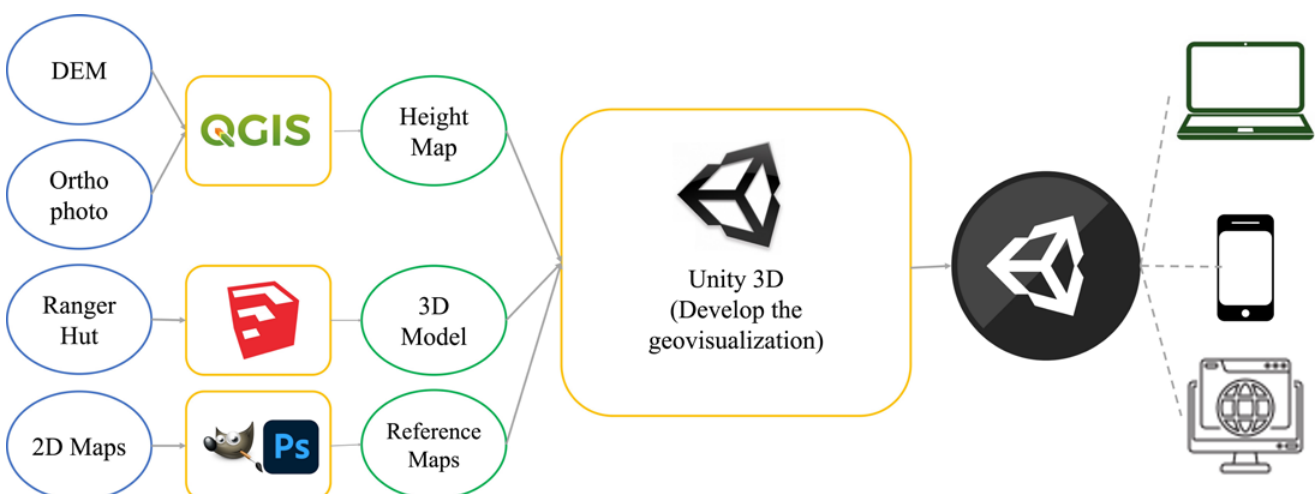 DEM
QGIS
Height
Map
Ortho
photo
Unity 3D
(Develop the
geovisualization)
Ranger
Hut
3D
Model
2D Maps
Ps
Reference
Maps